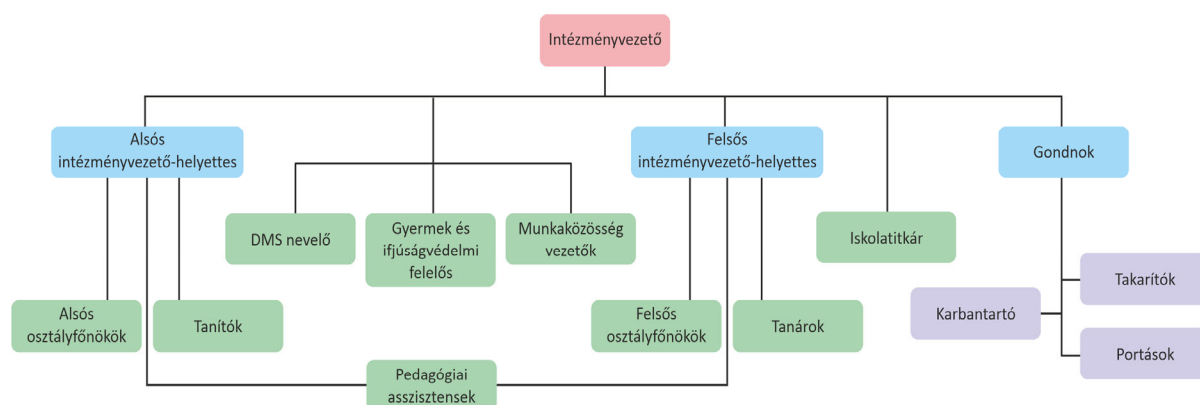 Intézményvezető
Alsós
intézményvezető-helyettes
Felsős
intézményvezető-helyettes
Gondnok
DMS nevelő
Gyermek és
ifjúságvédelmi
felelős
Munkaközösség
vezetők
Iskolatitkár
Alsós
osztályfőnökök
Tanítók
Felsős
osztályfőnökök
Tanárok
Karbantartó
Takarítók
Portások
Pedagógiai
asszisztensek